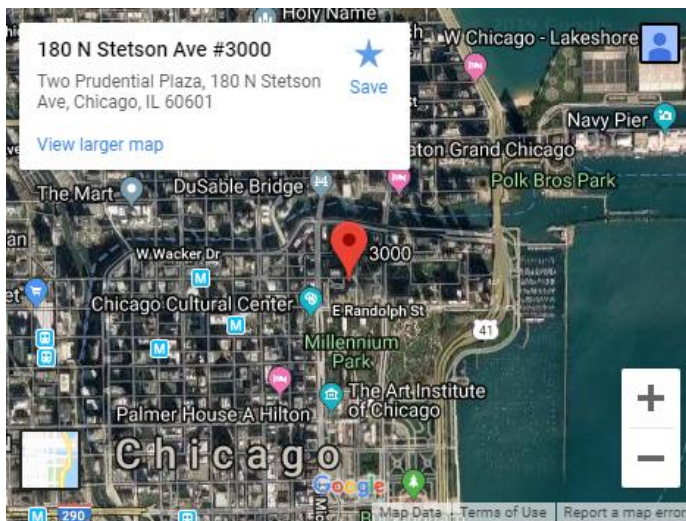 Holy Name
180 N Stetson Ave #3000
Save
Two Prudential Plaza, 180 N Stetson
Ave, Chicago, IL 60601
View larger map
W Chicago - Lakeshore
Navy Pier
Grand Chicago
Polk Bros Park
The Mart
DuSable Bridge
3000
W Wacker Dr
M
Chicago Cultural Center
E Randolph St
M
M
41
Millennium
Park
The Art Institute
of Chicago
Palmer House A Hilton
+
−
Chicago
Google
M
290
Map Data
Terms of Use
Report a map error